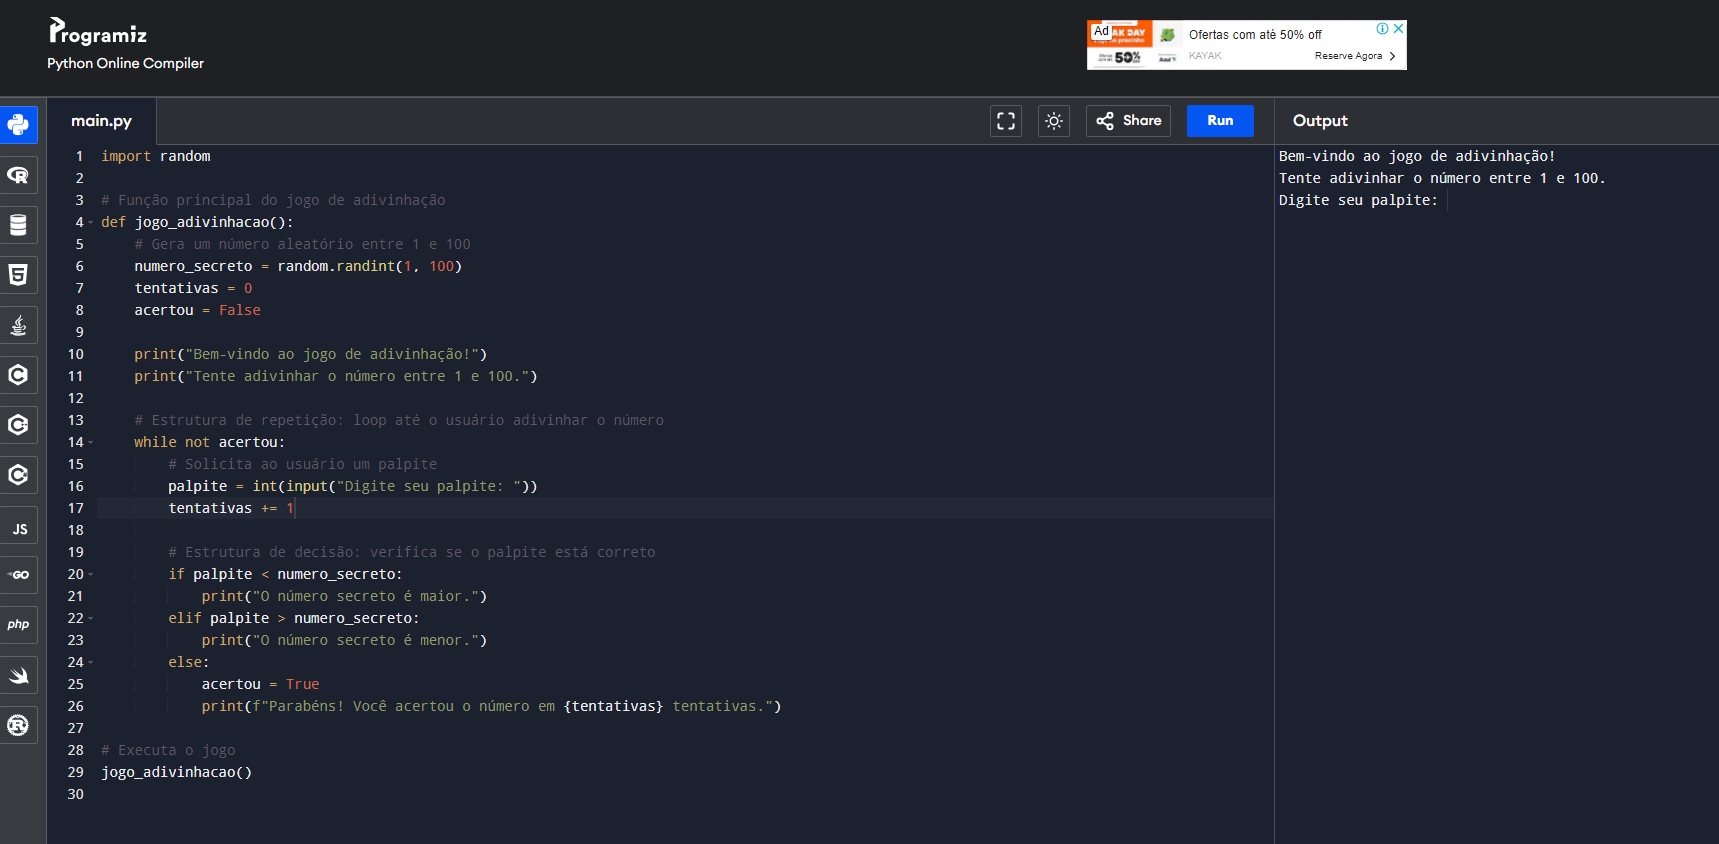 Programiz
Python Online Compiler
Ad
AK DAY
50%
Ofertas com até 50% off
KAYAK
Reserve Agora
main.py
Share
Run
Output
1 import random
2
3 # Função principal do jogo de adivinhação
4 def jogo_adivinhacao():
5 # Gera um número aleatório entre 1 e 100
6 numero_secreto = random.randint(1, 100)
7 tentativas = 0
8 acertou = False
9
10 print("Bem-vindo ao jogo de adivinhação!")
11 print("Tente adivinhar o número entre 1 e 100.")
12
13 # Estrutura de repetição: loop até o usuário adivinhar o número
14 while not acertou:
15 # Solicita ao usuário um palpite
16 palpite = int(input("Digite seu palpite: "))
17 tentativas += 1
18
19 # Estrutura de decisão: verifica se o palpite está correto
20 if palpite < numero_secreto:
21 print("O número secreto é maior.")
22 elif palpite > numero_secreto:
23 print("O número secreto é menor.")
24 else:
25 acertou = True
26 print(f"Parabéns! Você acertou o número em {tentativas} tentativas.")
27
28 # Executa o jogo
29 jogo_adivinhacao()
30
Bem-vindo ao jogo de adivinhação!
Tente adivinhar o número entre 1 e 100.
Digite seu palpite:
R
5
C
C
C
JS
GO
php
R